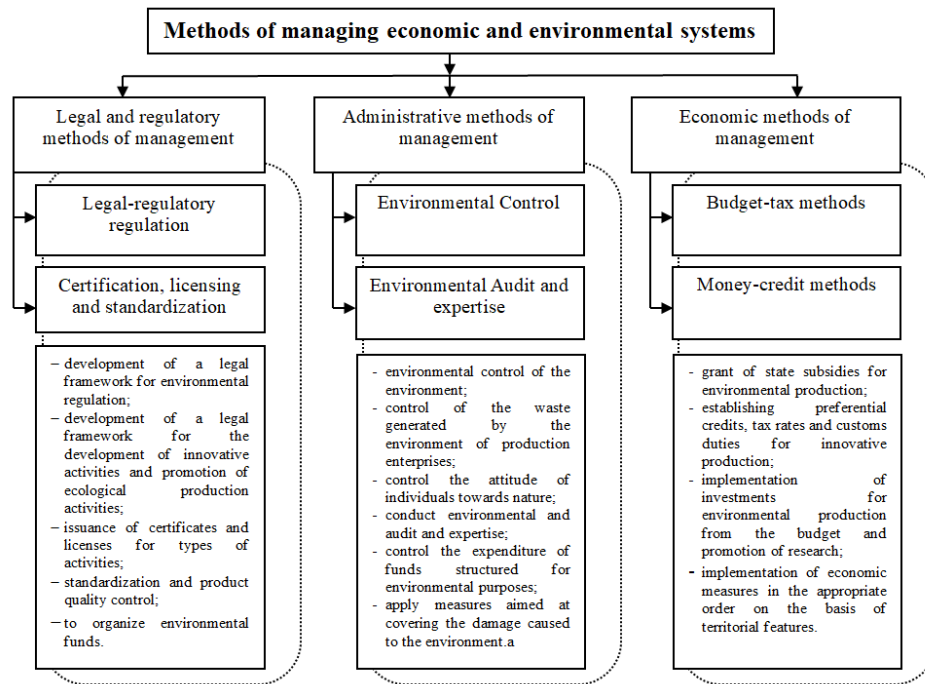 Methods of managing economic and environmental systems
Legal and regulatory
methods of management
Administrative methods of
management
Economic methods of
management
Legal-regulatory
regulation
Environmental Control
Budget-tax methods
Certification, licensing
and standardization
Environmental Audit and
expertise
Money-credit methods
– development of a legal
framework for environmental
regulation;
– development of a legal
framework for the
development of innovative
activities and promotion of
ecological production
activities;
– issuance of certificates and
licenses for types of
activities;
– standardization and product
quality control;
– to organize environmental
funds.
- environmental control of the
environment;
- control of the waste
generated by the
environment of production
enterprises;
- control the attitude of
individuals towards nature;
- conduct environmental and
audit and expertise;
- control the expenditure of
funds structured for
environmental purposes;
- apply measures aimed at
covering the damage caused
to the environment.a
- grant of state subsidies for
environmental production;
- establishing preferential
credits, tax rates and customs
duties for innovative
production;
- implementation of
investments for
environmental production
from the budget and
promotion of research;
- implementation of economic
measures in the appropriate
order on the basis of
territorial features.